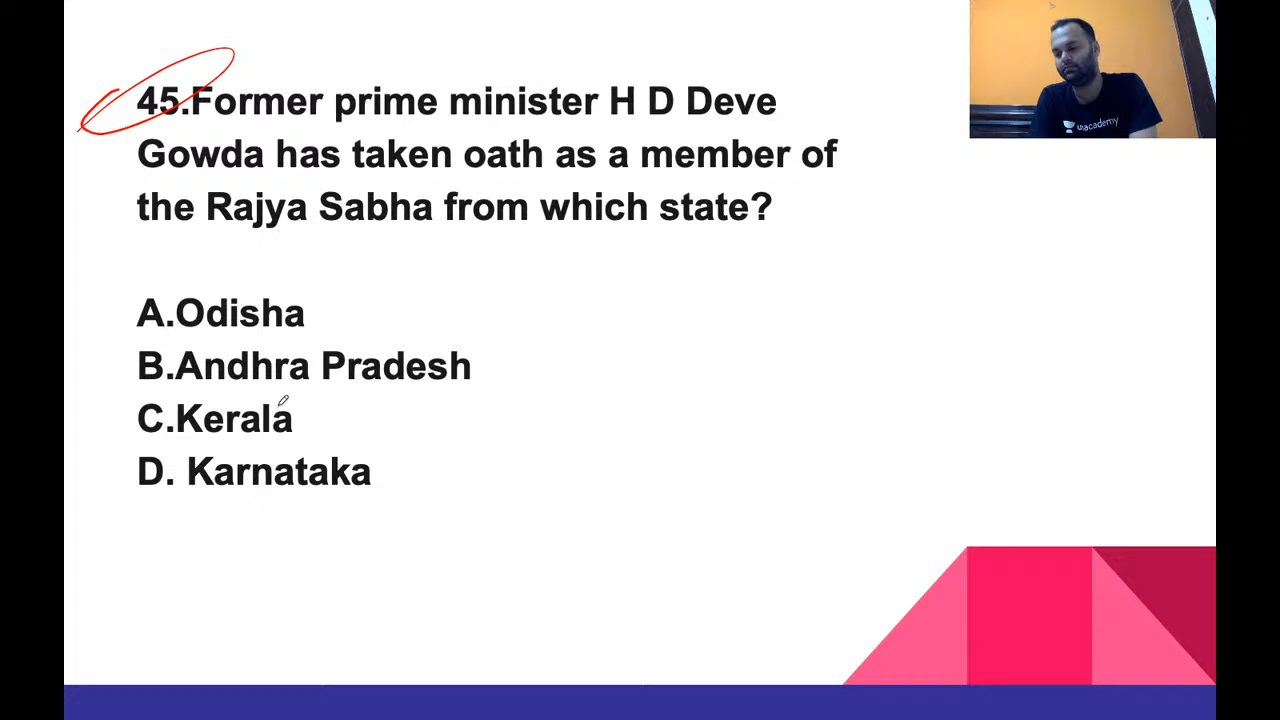 45.Former prime minister H D Deve
Gowda has taken oath as a member of
the Rajya Sabha from which state?
A.Odisha
B.Andhra Pradesh
C.Kerala
D. Karnataka
unacademy